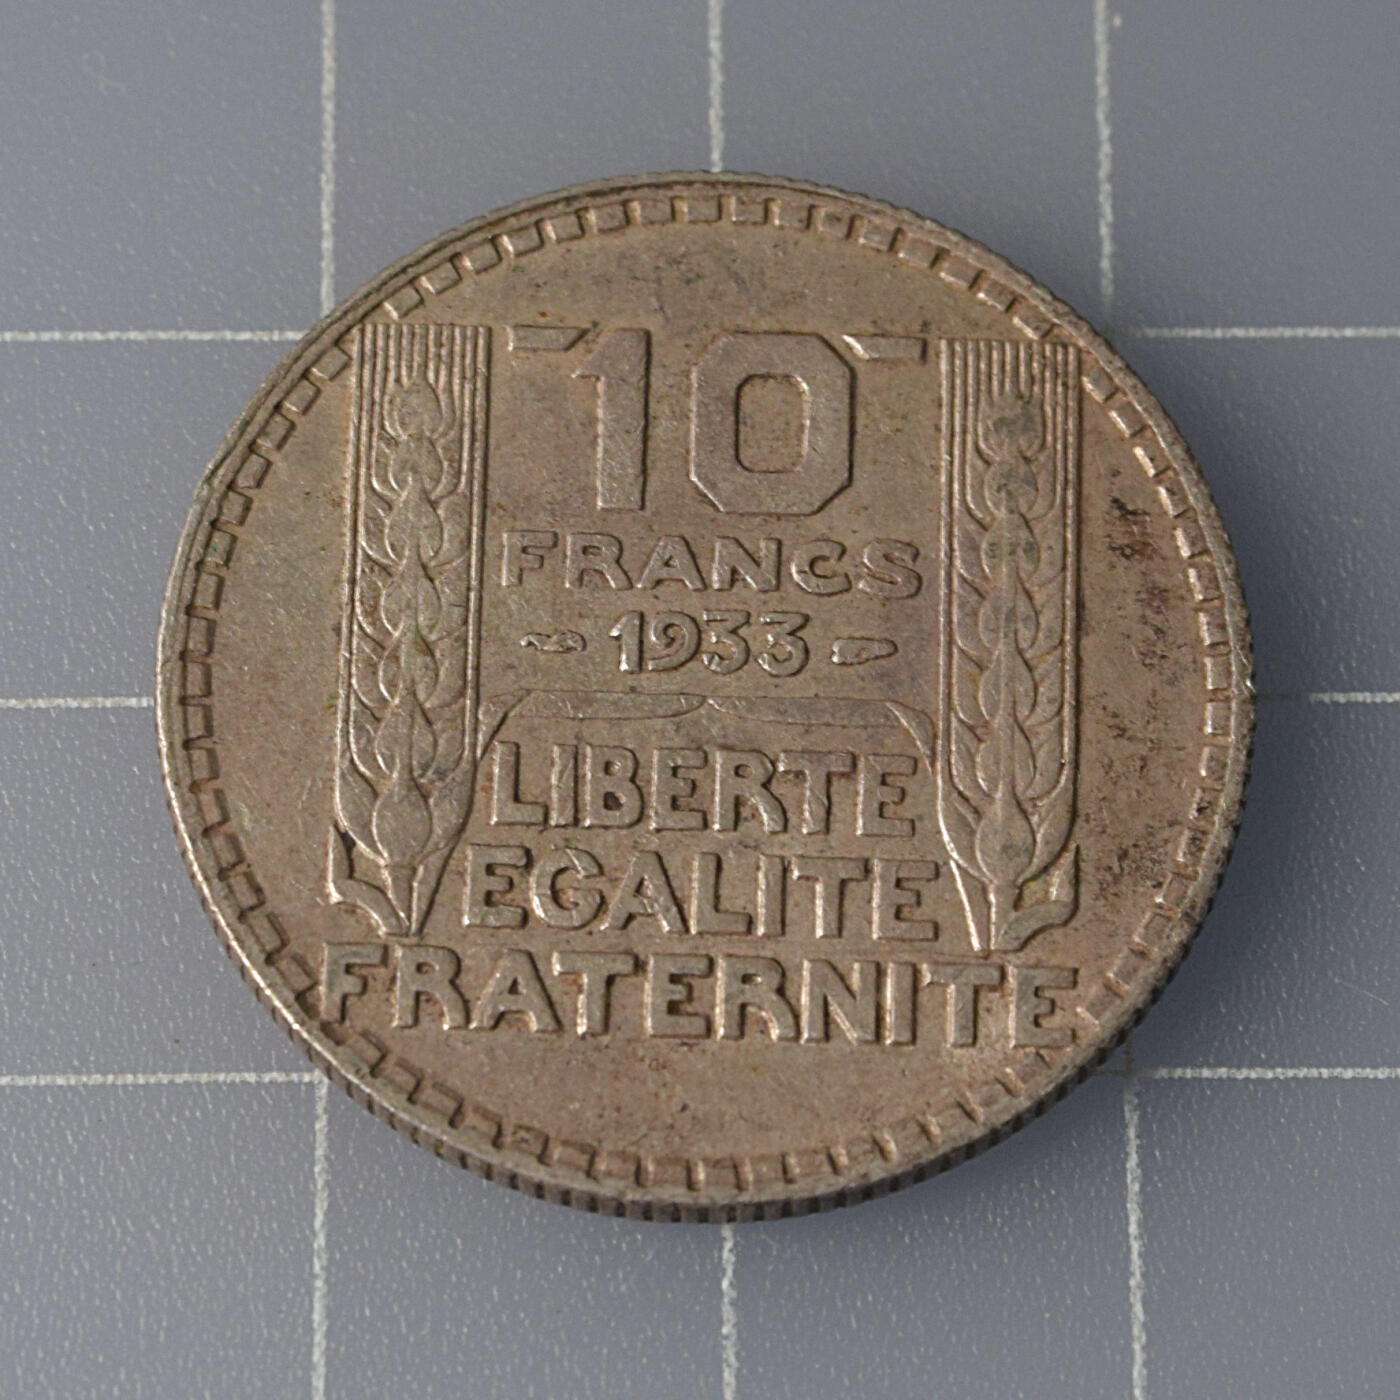 10
FRANCS
- 1933 -
LIBERTE
EGALITE
FRATERNITE